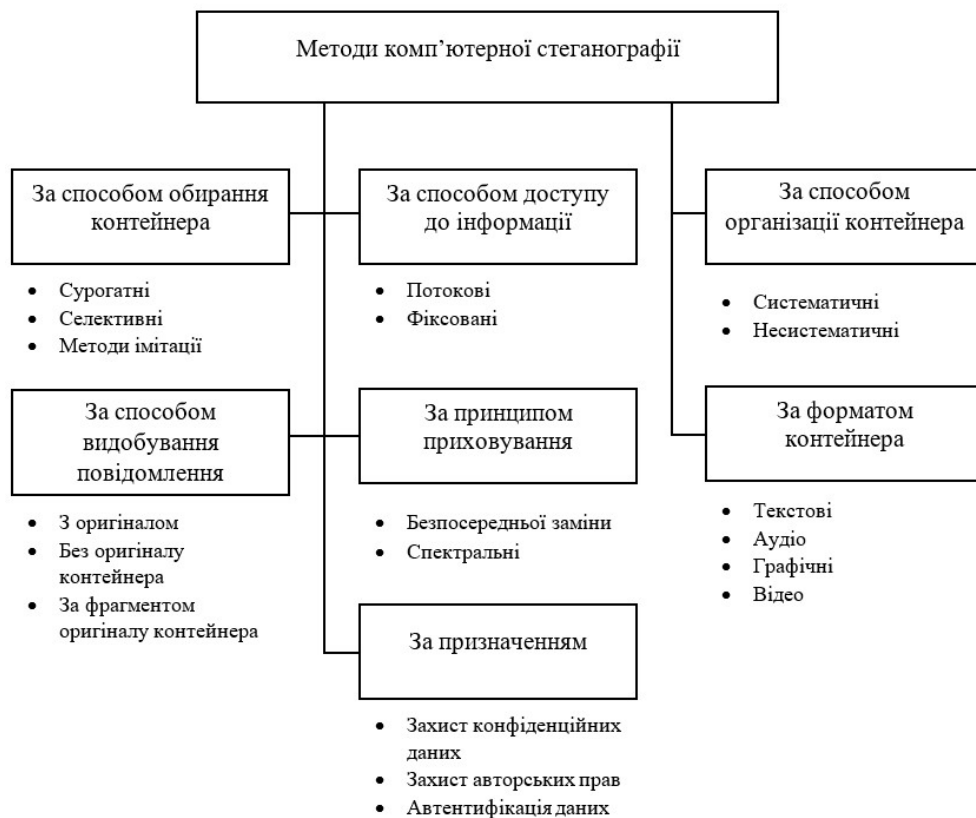 Методи комп’ютерної стеганографії
За способом обирання
контейнера
• Сурогатні
• Селективні
• Методи імітації
За способом доступу
до інформації
• Потокові
• Фіксовані
За способом
організації контейнера
• Систематичні
• Несистематичні
За способом
видобування
повідомлення
• З оригіналом
• Без оригіналу
контейнера
• За фрагментом
оригіналу контейнера
За принципом
приховування
• Безпосередньої заміни
• Спектральні
За форматом
контейнера
• Текстові
• Аудіо
• Графічні
• Відео
За призначенням
• Захист конфіденційних
даних
• Захист авторських прав
• Автентифікація даних